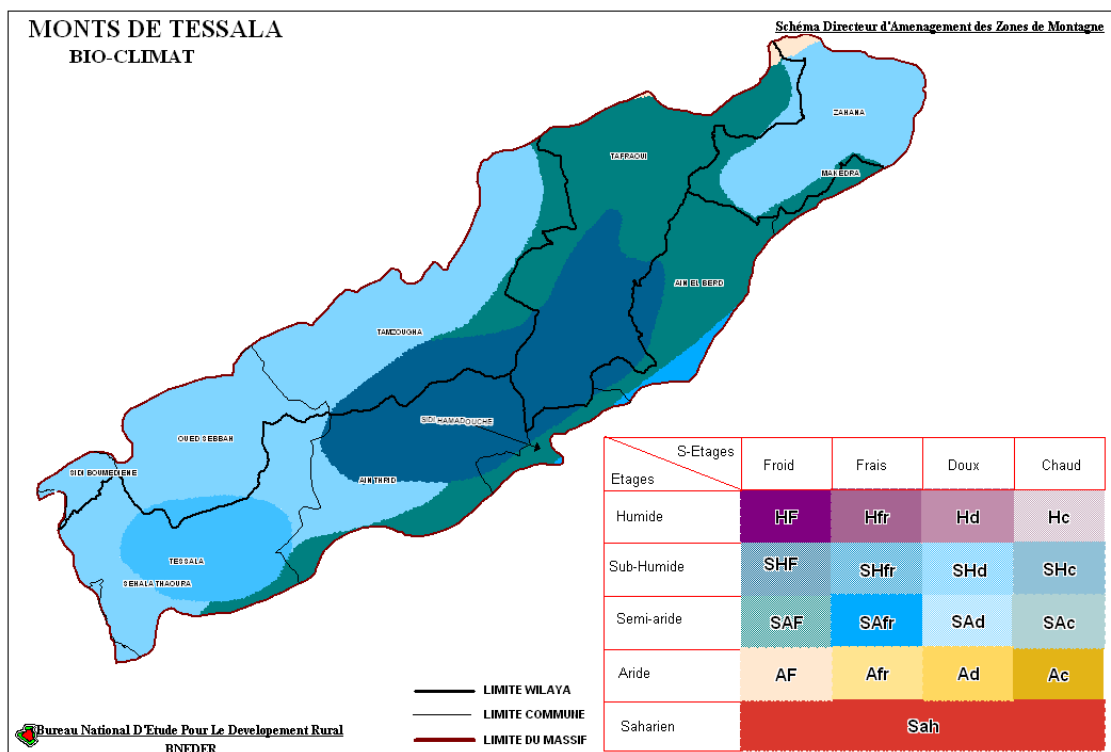 MONTS DE TESSALA
BIO-CLIMAT
Schéma Directeur d'Amenagement des Zones de Montagne
ZAHANA
TAFRAOUI
MAKEDRA
AIN EL BERD
TAMZOUGHA
SIDI HAMADOUCHE
OUED SEBBAH
SIDI BOUMEDIENE
AIN THRID
TESSALA
SEHALA THAOURA
S-Etages
Etages
Froid Frais Doux Chaud
Humide HF Hfr Hd Hc
Sub-Humide SHF SHfr SHd SHc
Semi-aride SAF SAfr SAd SAc
Aride AF Afr Ad Ac
Saharien Sah
LIMITE WILAYA
LIMITE COMMUNE
LIMITE DU MASSIF
Bureau National D'Etude Pour Le Developement Rural
BNEDER